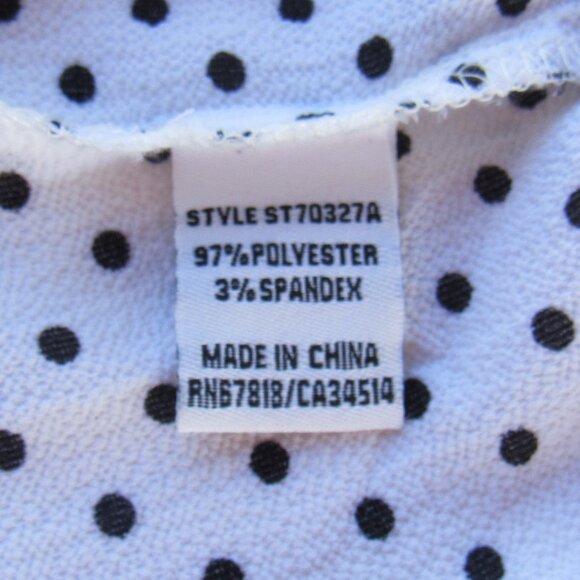 STYLE ST70327A
97%POLYESTER
3%SPANDEX
MADE IN CHINA
RN67818/CA34514